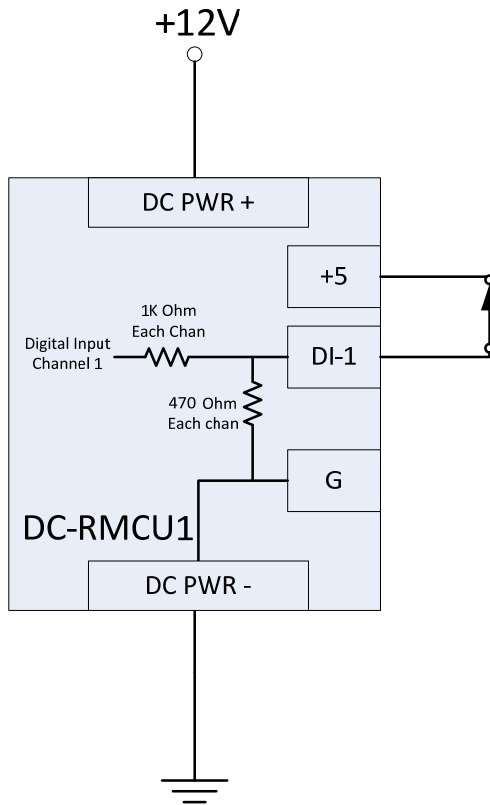 +12V
DC PWR +
+5
1K Ohm
Each Chan
Digital Input
Channel 1
DI-1
470 Ohm
Each chan
G
DC-RMCU1
DC PWR -